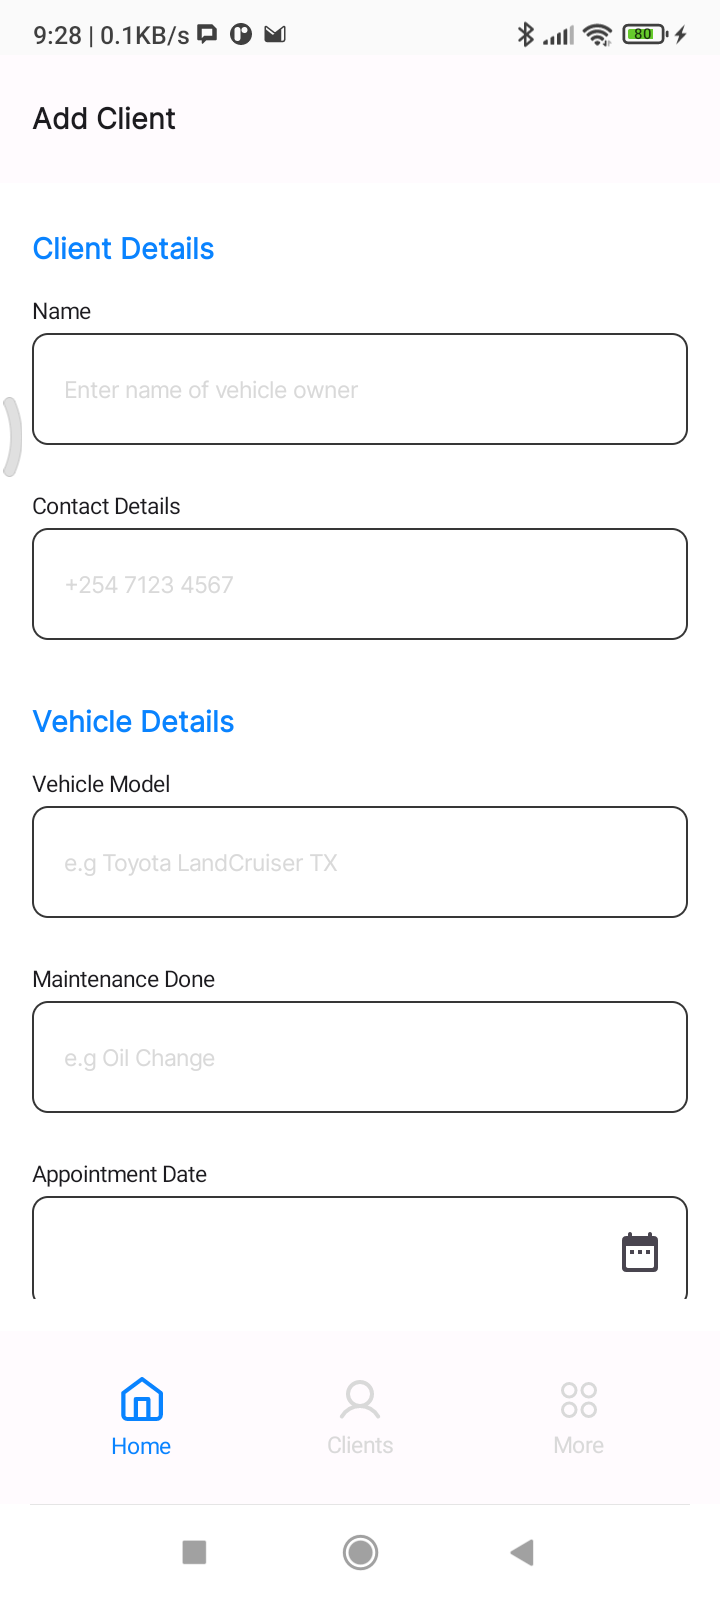 9:28 | 0.1KB/s
80
Add Client
Client Details
Name
Enter name of vehicle owner
Contact Details
+254 7123 4567
Vehicle Details
Vehicle Model
e.g Toyota LandCruiser TX
Maintenance Done
e.g Oil Change
Appointment Date
Home
Clients
More